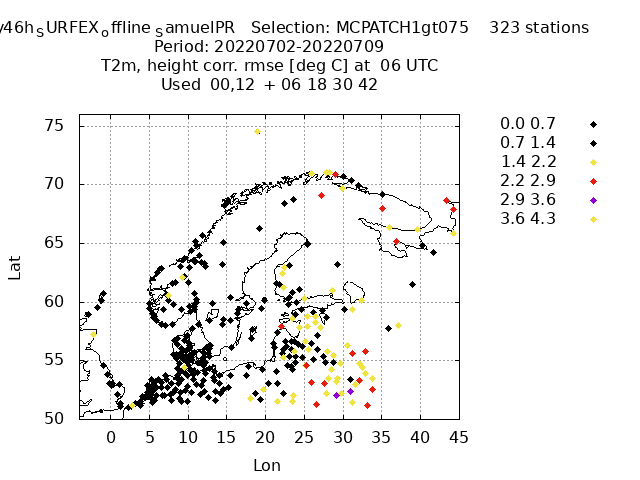 y46h_SURFEX_offline_SamuelPR Selection: MCPATCH1gt075 323 stations
Period: 20220702-20220709
T2m, height corr. rmse [deg C] at 06 UTC
Used 00,12 + 06 18 30 42
0.0 0.7
0.7 1.4
1.4 2.2
2.2 2.9
2.9 3.6
3.6 4.3
75
70
65
60
55
50
Lat
0 5 10 15 20 25 30 35 40 45
Lon